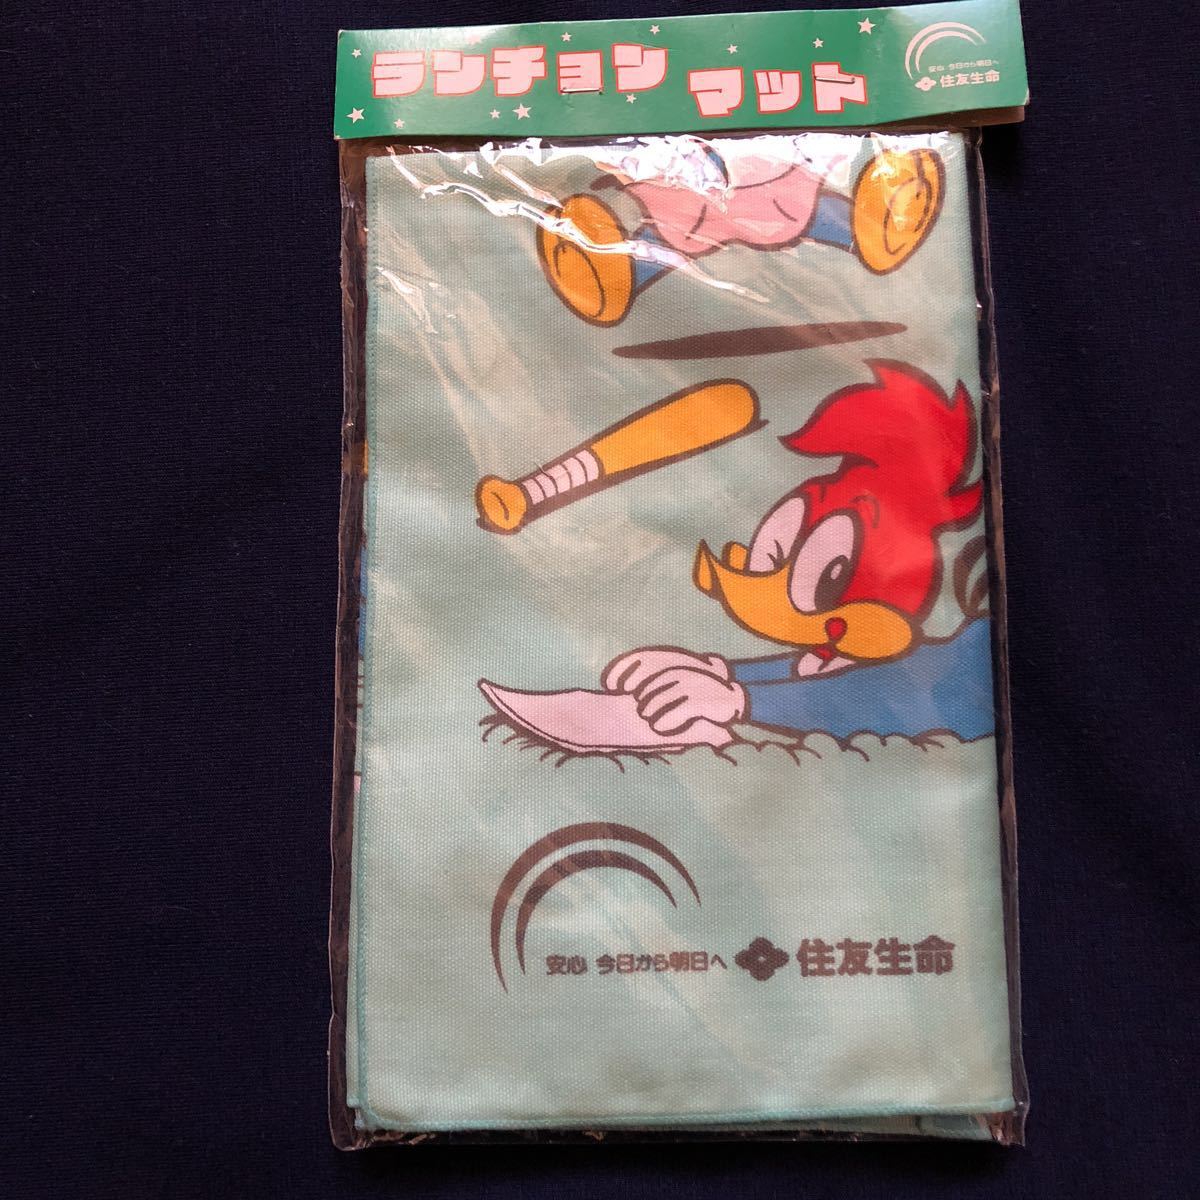 ランチョン
マット
安心 今日から明日へ
住友生命
安心 今日から明日へ 住友生命